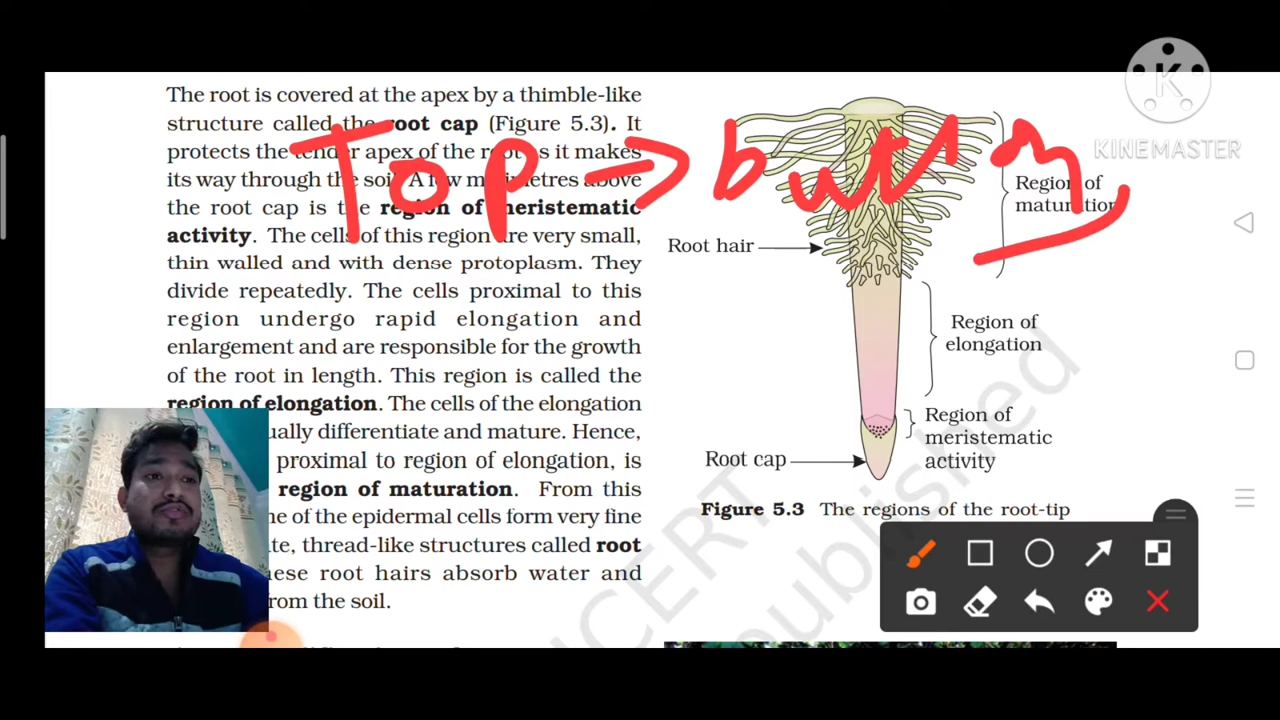 The root is covered at the apex by a thimble-like
structure called the root cap (Figure 5.3). It
protects the tender apex of the root as it makes
its way through the soil. A few millimetres above
the root cap is the region of meristematic
activity. The cells of this region are very small,
thin walled and with dense protoplasm. They
divide repeatedly. The cells proximal to this
region undergo rapid elongation and
enlargement and are responsible for the growth
of the root in length. This region is called the
region of elongation. The cells of the elongation
ually differentiate and mature. Hence,
proximal to region of elongation, is
region of maturation. From this
ne of the epidermal cells form very fine
te, thread-like structures called root
hese root hairs absorb water and
from the soil.
Top →
KINEMASTER
Region of
maturation
Root hair
Region of
elongation
Region of
meristematic
activity
Root cap
Figure 5.3 The regions of the root-tip
NCERT
published